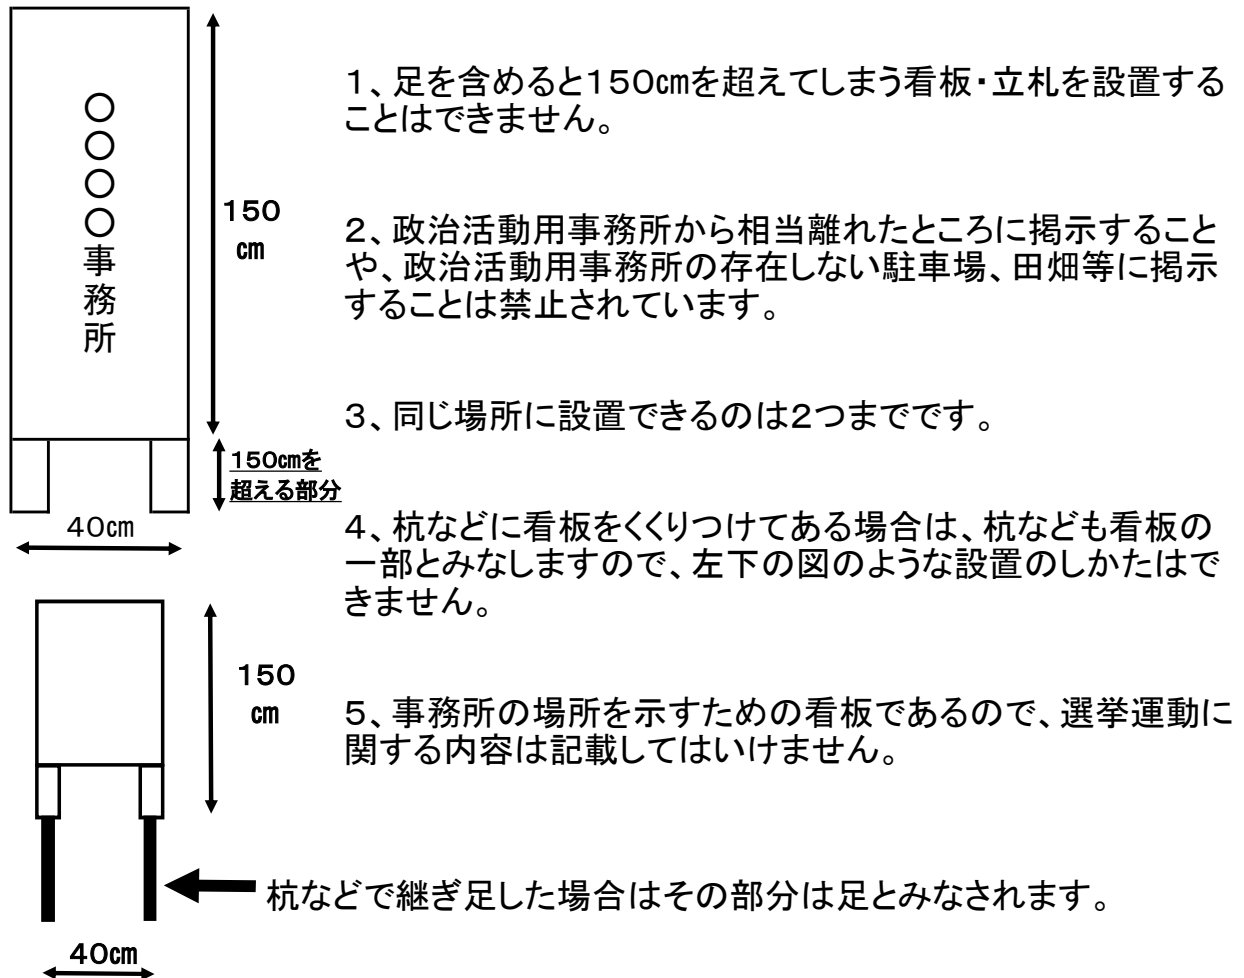 〇〇〇〇事務所
150
㎝
150㎝を
超える部分
40㎝
1、足を含めると150㎝を超えてしまう看板・立札を設置する
ことはできません。
2、政治活動用事務所から相当離れたところに掲示すること
や、政治活動用事務所の存在しない駐車場、田畑等に掲示
することは禁止されています。
3、同じ場所に設置できるのは2つまでです。
4、杭などに看板をくくりつけてある場合は、杭なども看板の
一部とみなしますので、左下の図のような設置のしかたはで
きません。
5、事務所の場所を示すための看板であるので、選挙運動に
関する内容は記載してはいけません。
150
㎝
杭などで継ぎ足した場合はその部分は足とみなされます。
40㎝